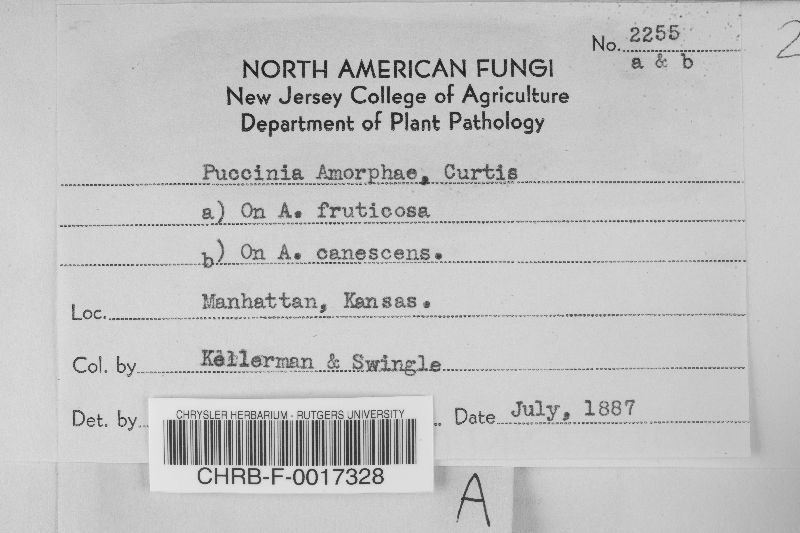 No. 2255
a & b
NORTH AMERICAN FUNGI
New Jersey College of Agriculture
Department of Plant Pathology
Puccinia Amorphae, Curtis
a) On A. fruticosa
b) On A. canescens.
Loc. Manhattan, Kansas.
Col. by Kellerman & Swingle
Det. by Date July, 1887
CHRYSLER HERBARIUM - RUTGERS UNIVERSITY
CHRB-F-0017328
A
2